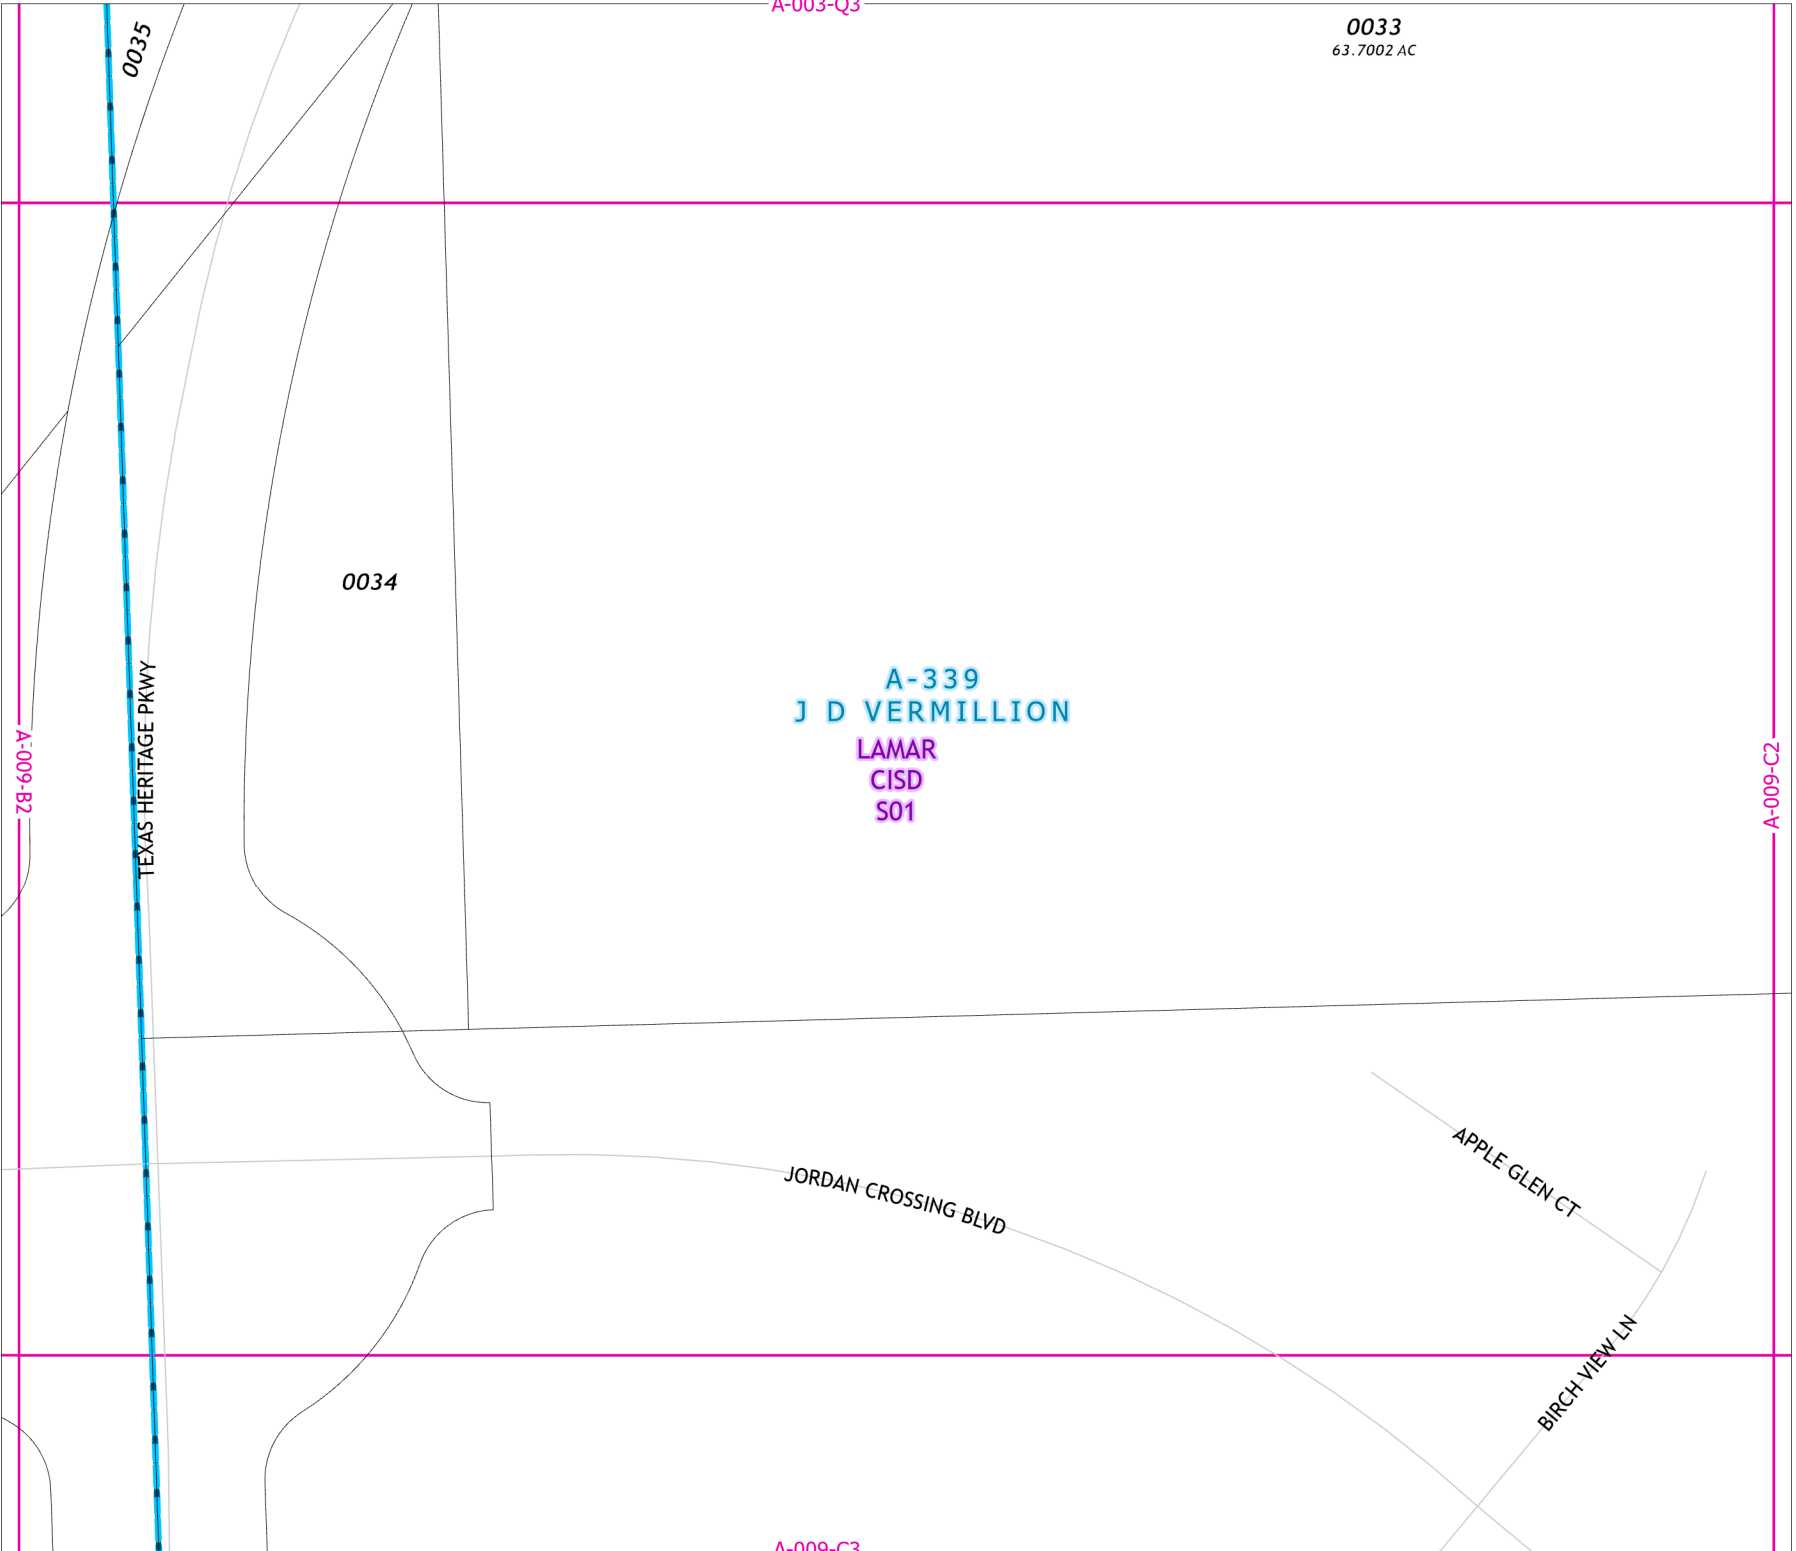 A-003-Q3
0035
0033
63.7002 AC
0034
A-339
J D VERMILLION
LAMAR
CISD
S01
TEXAS HERITAGE PKWY
A-009-B2
A-009-C2
APPLE GLEN CT
JORDAN CROSSING BLVD
BIRCH VIEW LN
A-009-C3